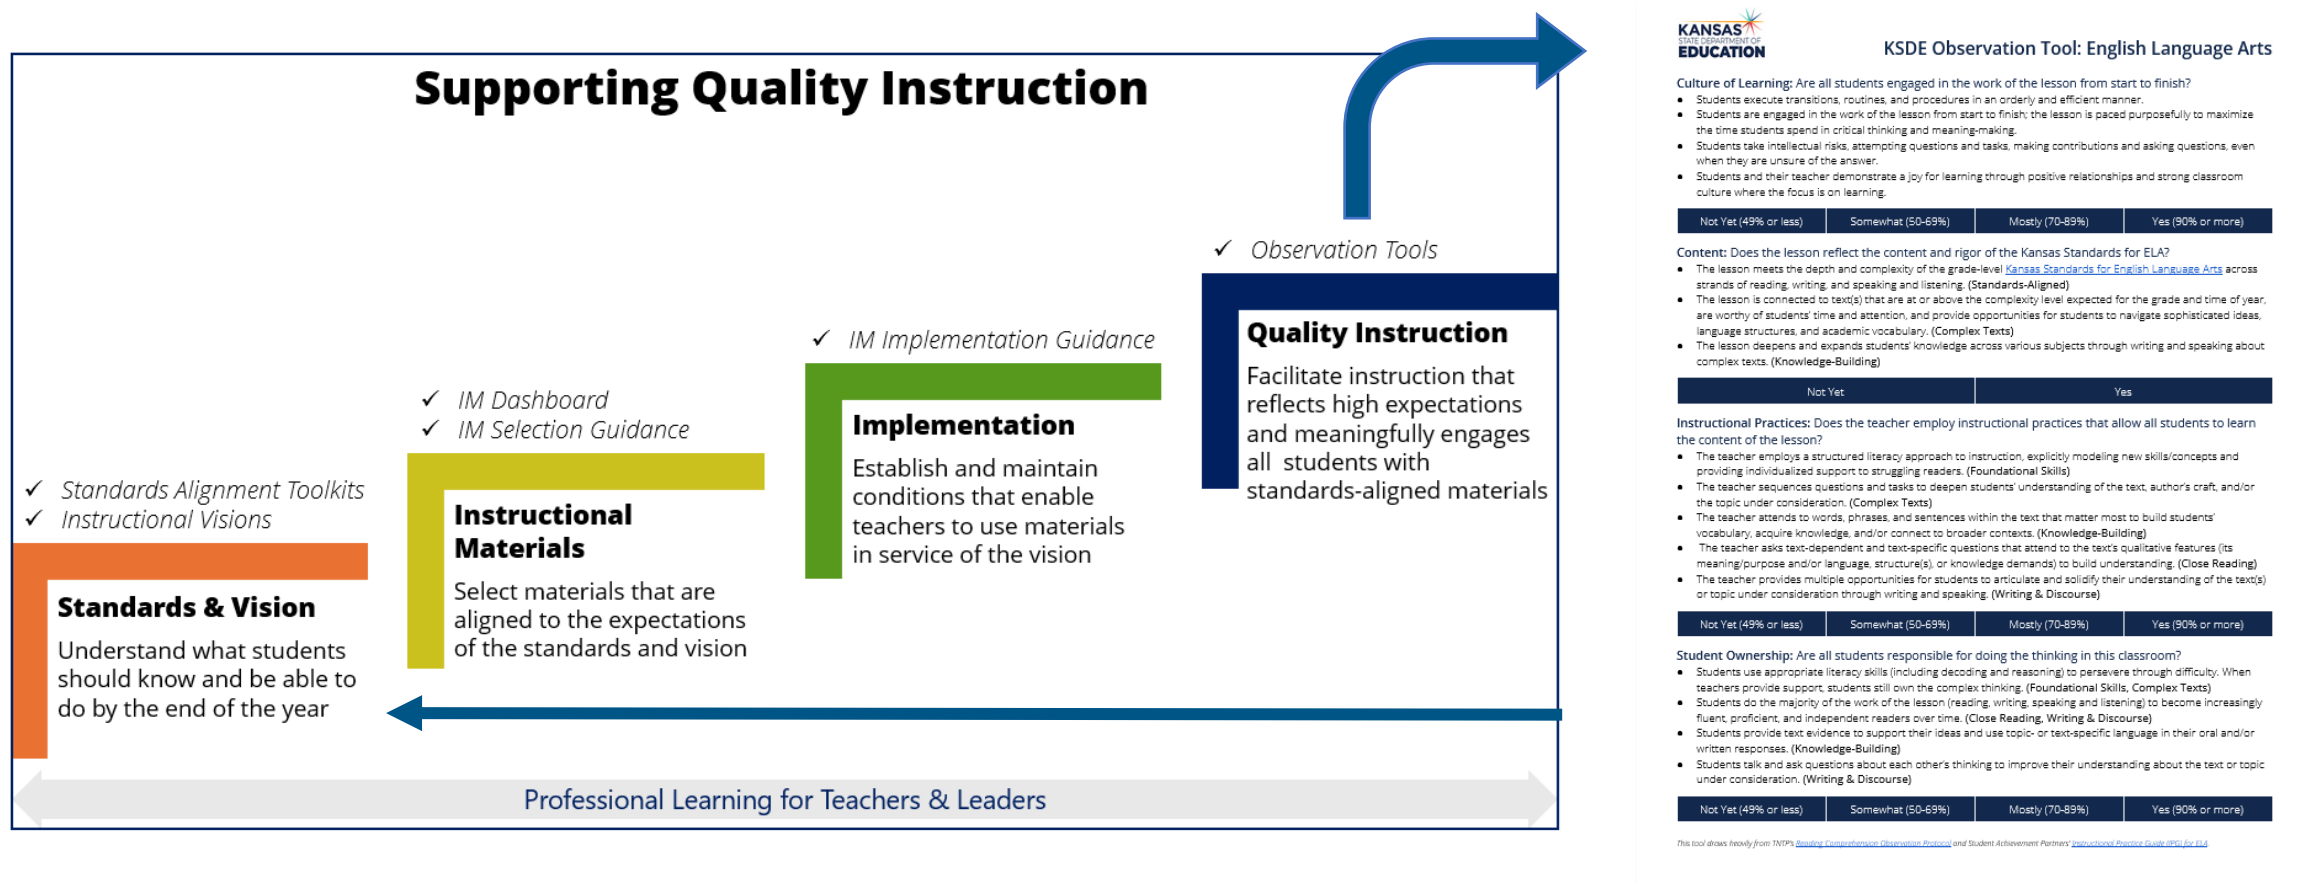 Supporting Quality Instruction
✓ Standards Alignment Toolkits
✓ Instructional Visions
Standards & Vision
Understand what students
should know and be able to
do by the end of the year
✓ IM Dashboard
✓ IM Selection Guidance
Instructional
Materials
Select materials that are
aligned to the expectations
of the standards and vision
✓ IM Implementation Guidance
Implementation
Establish and maintain
conditions that enable
teachers to use materials
in service of the vision
✓ Observation Tools
Quality Instruction
Facilitate instruction that
reflects high expectations
and meaningfully engages
all students with
standards-aligned materials
Professional Learning for Teachers & Leaders
KANSAS
STATE DEPARTMENT OF
EDUCATION
KSDE Observation Tool: English Language Arts
Culture of Learning: Are all students engaged in the work of the lesson from start to finish?
• Students execute transitions, routines, and procedures in an orderly and efficient manner.
• Students are engaged in the work of the lesson from start to finish; the lesson is paced purposefully to maximize
the time students spend in critical thinking and meaning-making.
• Students take intellectual risks, attempting questions and tasks, making contributions and asking questions, even
when they are unsure of the answer.
• Students and their teacher demonstrate a joy for learning through positive relationships and strong classroom
culture where the focus is on learning.
Not Yet (49% or less) Somewhat (50-69%) Mostly (70-89%) Yes (90% or more)
Content: Does the lesson reflect the content and rigor of the Kansas Standards for ELA?
• The lesson meets the depth and complexity of the grade-level Kansas Standards for English Language Arts across
strands of reading, writing, and speaking and listening. (Standards-Aligned)
• The lesson is connected to text(s) that are at or above the complexity level expected for the grade and time of year,
are worthy of students' time and attention, and provide opportunities for students to navigate sophisticated ideas,
language structures, and academic vocabulary. (Complex Texts)
• The lesson deepens and expands students' knowledge across various subjects through writing and speaking about
complex texts. (Knowledge-Building)
Not Yet Yes
Instructional Practices: Does the teacher employ instructional practices that allow all students to learn
the content of the lesson?
• The teacher employs a structured literacy approach to instruction, explicitly modeling new skills/concepts and
providing individualized support to struggling readers. (Foundational Skills)
• The teacher sequences questions and tasks to deepen students' understanding of the text, author's craft, and/or
the topic under consideration. (Complex Texts)
• The teacher attends to words, phrases, and sentences within the text that matter most to build students'
vocabulary, acquire knowledge, and/or connect to broader contexts. (Knowledge-Building)
• The teacher asks text-dependent and text-specific questions that attend to the text's qualitative features (its
meaning/purpose and/or language, structure(s), or knowledge demands) to build understanding. (Close Reading)
• The teacher provides multiple opportunities for students to articulate and solidify their understanding of the text(s)
or topic under consideration through writing and speaking. (Writing & Discourse)
Not Yet (49% or less) Somewhat (50-69%) Mostly (70-89%) Yes (90% or more)
Student Ownership: Are all students responsible for doing the thinking in this classroom?
• Students use appropriate literacy skills (including decoding and reasoning) to persevere through difficulty. When
teachers provide support, students still own the complex thinking. (Foundational Skills, Complex Texts)
• Students do the majority of the work of the lesson (reading, writing, speaking and listening) to become increasingly
fluent, proficient, and independent readers over time. (Close Reading, Writing & Discourse)
• Students provide text evidence to support their ideas and use topic- or text-specific language in their oral and/or
written responses. (Knowledge-Building)
• Students talk and ask questions about each other's thinking to improve their understanding about the text or topic
under consideration. (Writing & Discourse)
Not Yet (49% or less) Somewhat (50-69%) Mostly (70-89%) Yes (90% or more)
This tool draws heavily from TNTP's Reading Comprehension Observation Protocol and Student Achievement Partners' Instructional Practice Guide (IPG) for ELA.